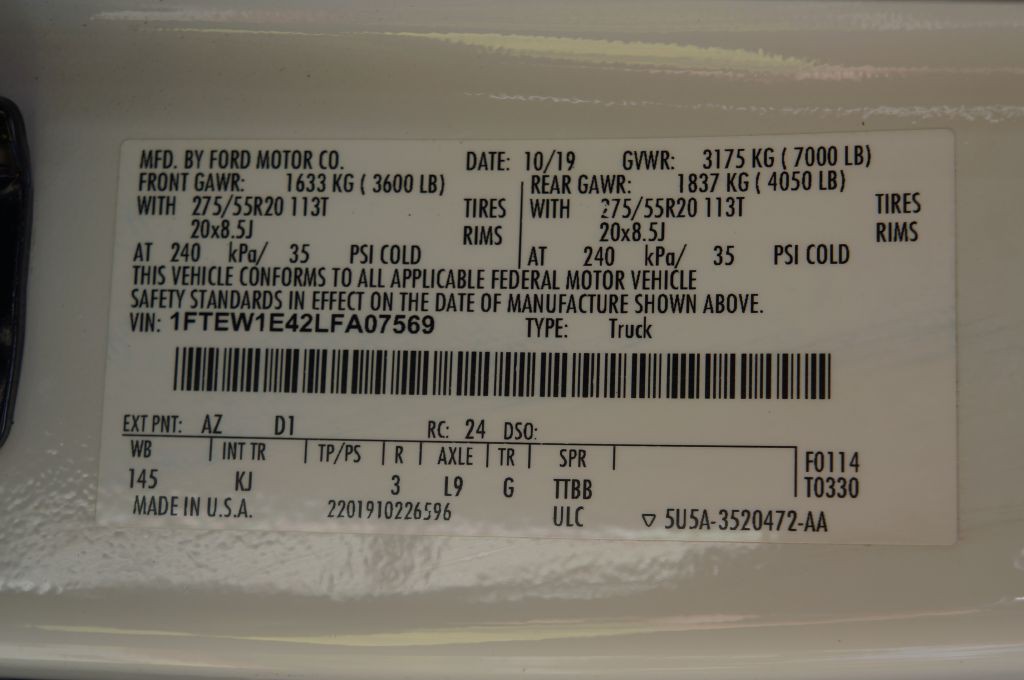 MFD. BY FORD MOTOR CO. DATE: 10/19 GVWR: 3175 KG ( 7000 LB)
FRONT GAWR: 1633 KG ( 3600 LB) REAR GAWR: 1837 KG ( 4050 LB)
WITH 275/55R20 113T TIRES WITH 275/55R20 113T TIRES
20x8.5J RIMS 20x8.5J RIMS
AT 240 kPa/ 35 PSI COLD AT 240 kPa/ 35 PSI COLD
THIS VEHICLE CONFORMS TO ALL APPLICABLE FEDERAL MOTOR VEHICLE
SAFETY STANDARDS IN EFFECT ON THE DATE OF MANUFACTURE SHOWN ABOVE.
VIN: 1FTEW1E42LFA07569 TYPE: Truck
EXT PNT: AZ D1 RC: 24 DSO:
WB INT TR TP/PS R AXLE TR SPR F0114
145 KJ 3 L9 G TTBB T0330
MADE IN U.S.A. 2201910226596 ULC ▽ 5U5A-3520472-AA